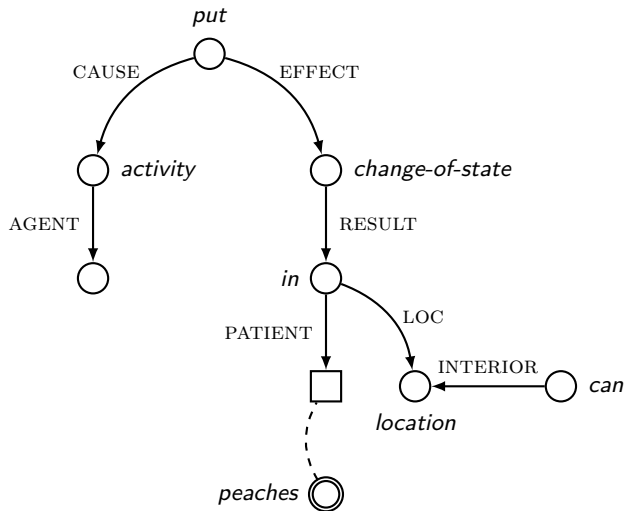 put
CAUSE EFFECT
activity change-of-state
AGENT RESULT
in
PATIENT LOC
INTERIOR can
location
peaches